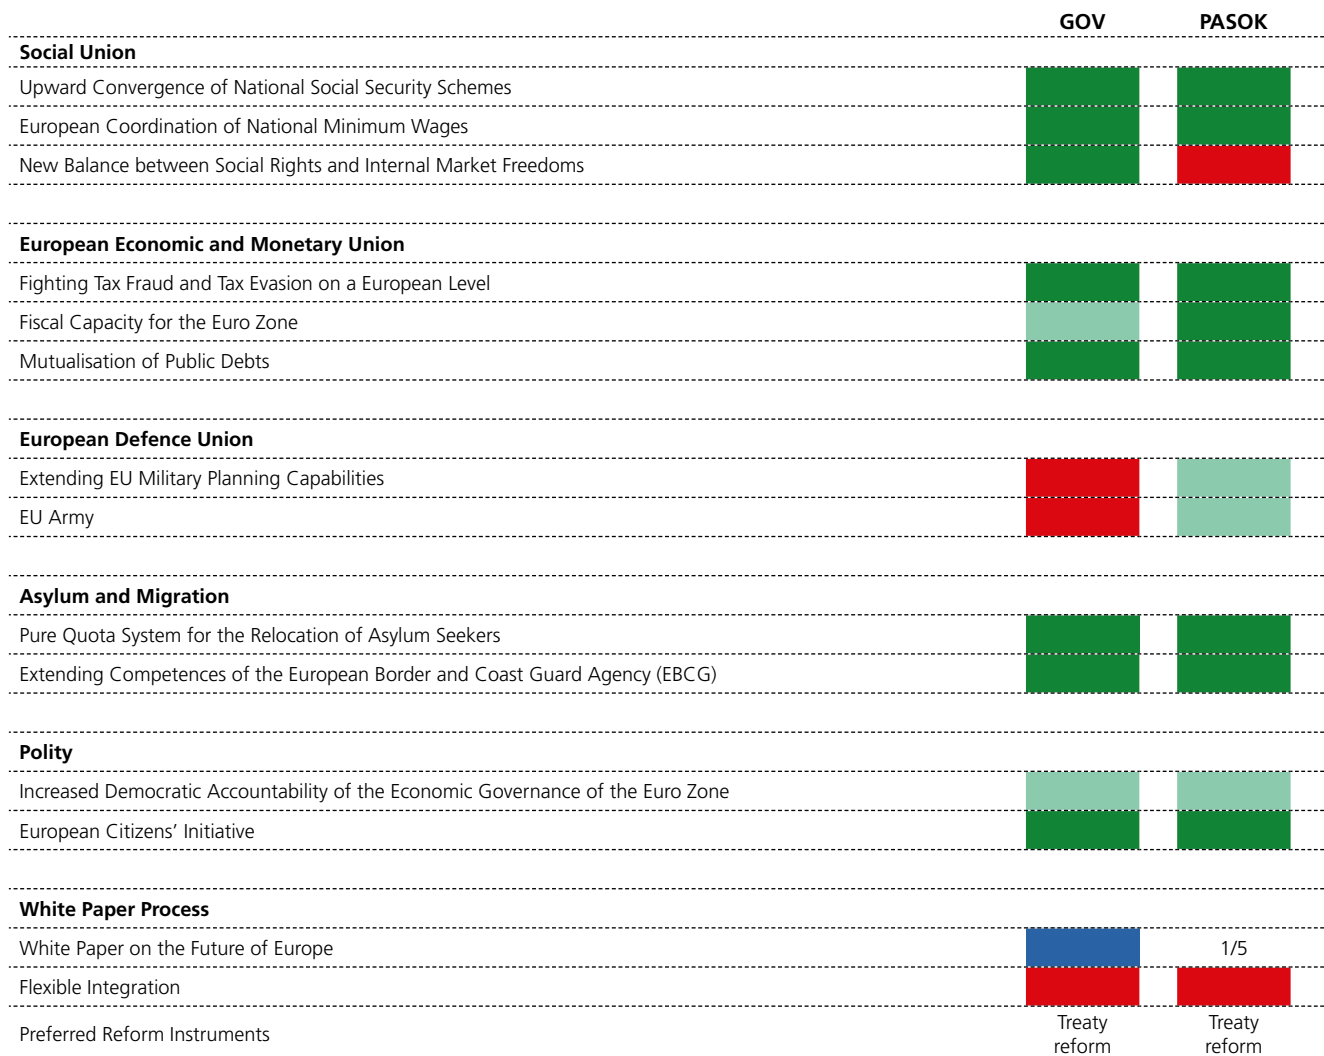 GOV PASOK
Social Union
Upward Convergence of National Social Security Schemes
European Coordination of National Minimum Wages
New Balance between Social Rights and Internal Market Freedoms
European Economic and Monetary Union
Fighting Tax Fraud and Tax Evasion on a European Level
Fiscal Capacity for the Euro Zone
Mutualisation of Public Debts
European Defence Union
Extending EU Military Planning Capabilities
EU Army
Asylum and Migration
Pure Quota System for the Relocation of Asylum Seekers
Extending Competences of the European Border and Coast Guard Agency (EBCG)
Polity
Increased Democratic Accountability of the Economic Governance of the Euro Zone
European Citizens’ Initiative
White Paper Process
White Paper on the Future of Europe 1/5
Flexible Integration
Preferred Reform Instruments
Treaty reform
Treaty reform